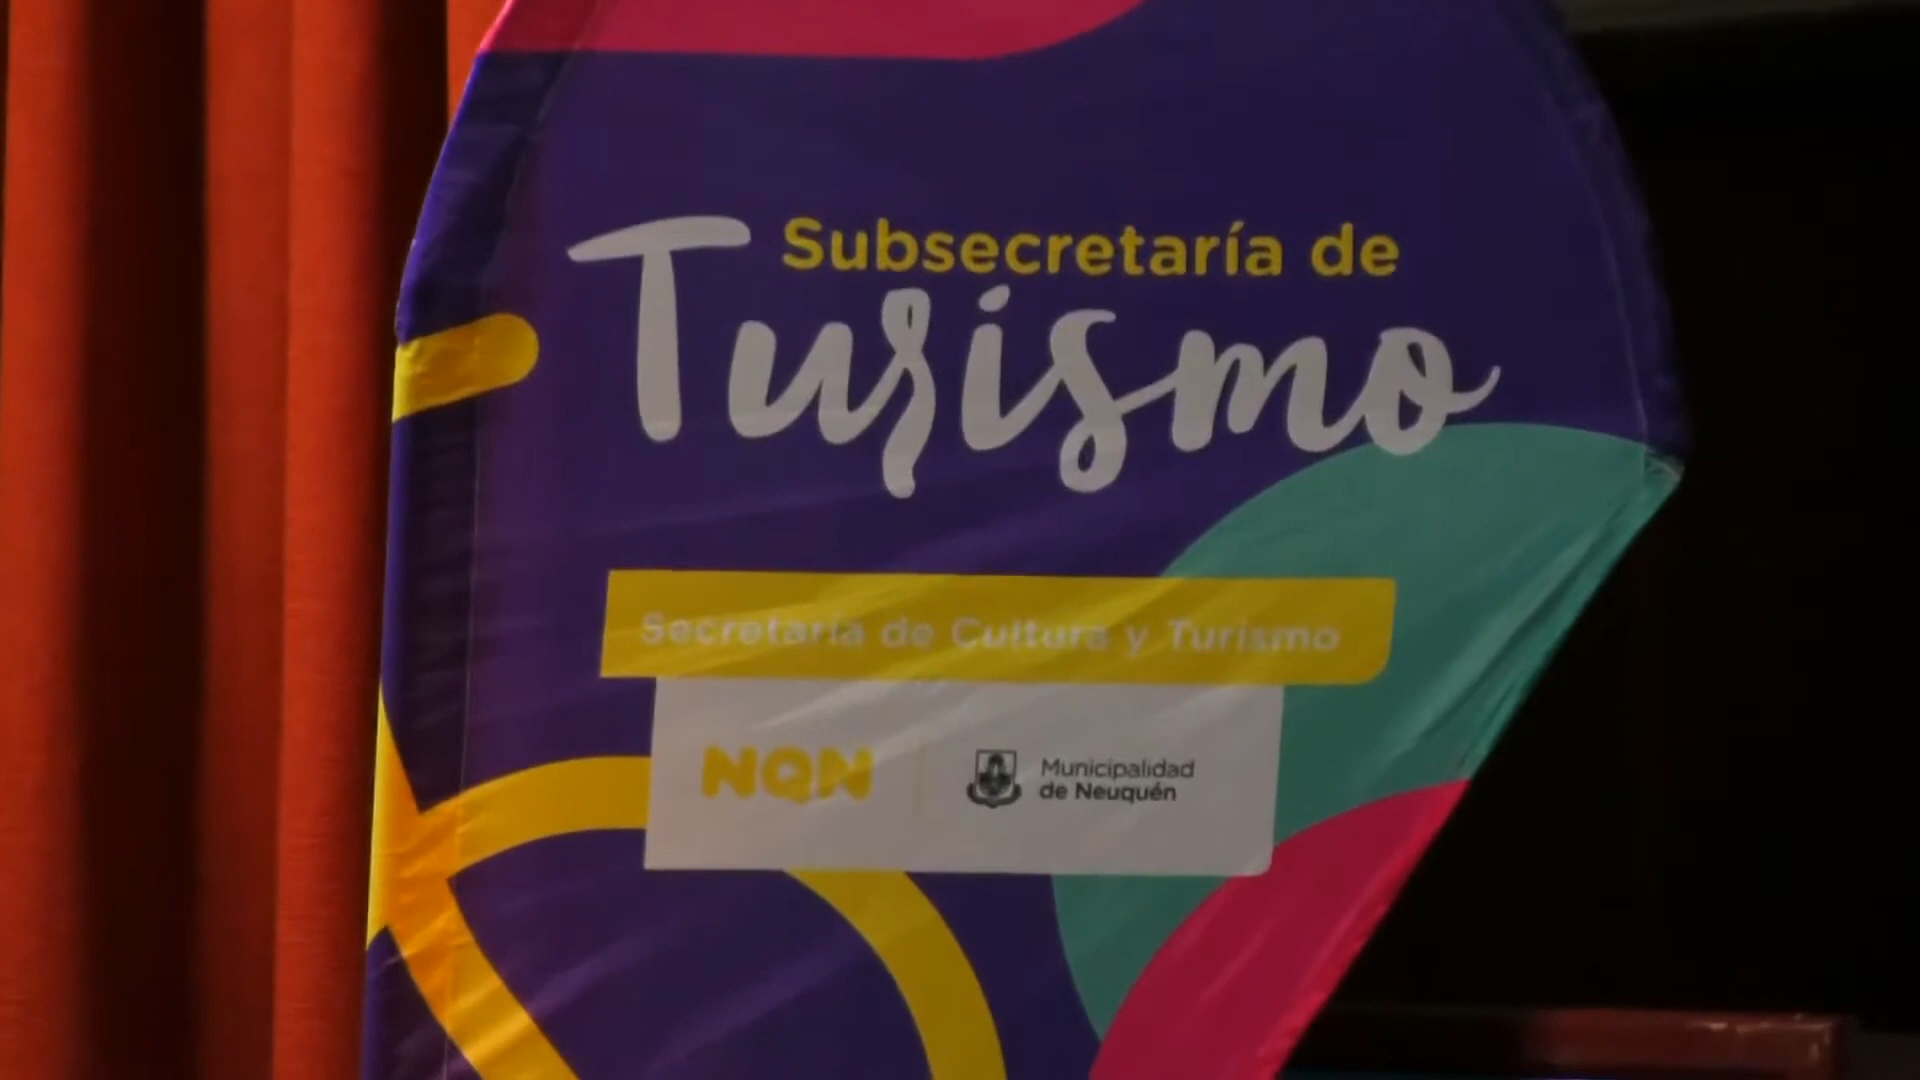 Subsecretaría de
Turismo
Secretaría de Cultura y Turismo
NQN
Municipalidad
de Neuquén